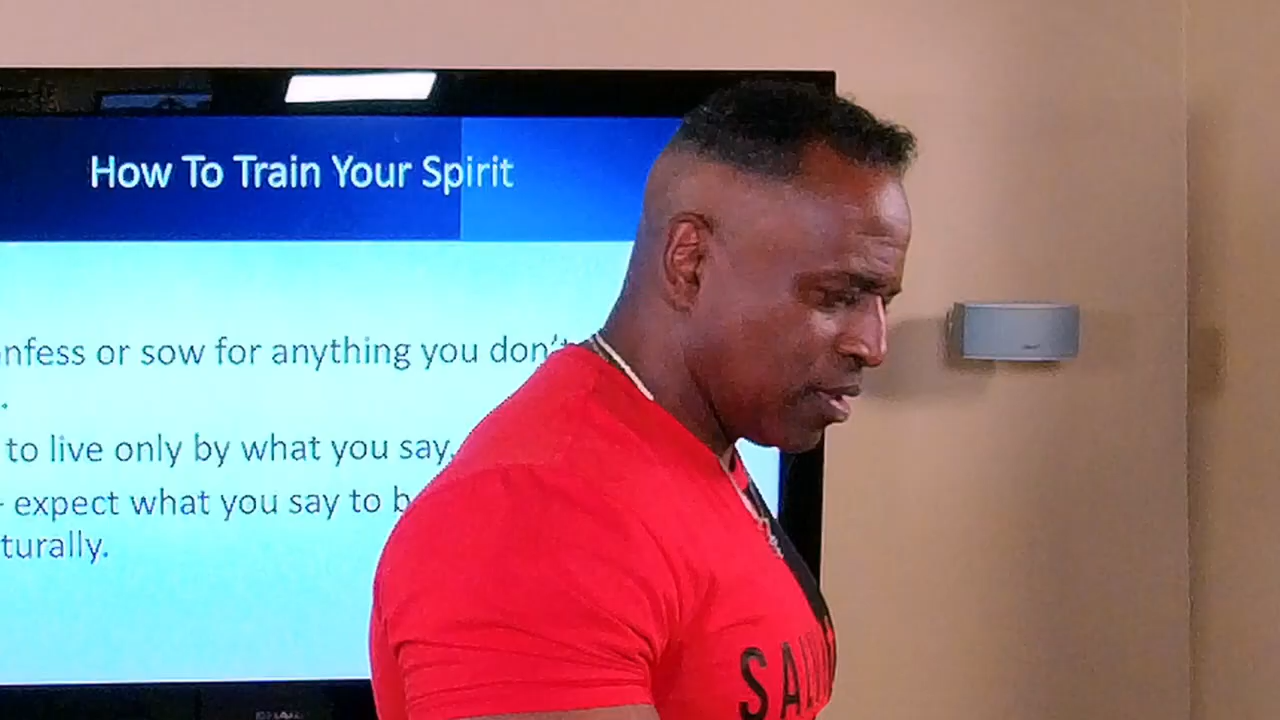 How To Train Your Spirit
nfess or sow for anything you don't
.
to live only by what you say,
- expect what you say to b
turally.
SAL